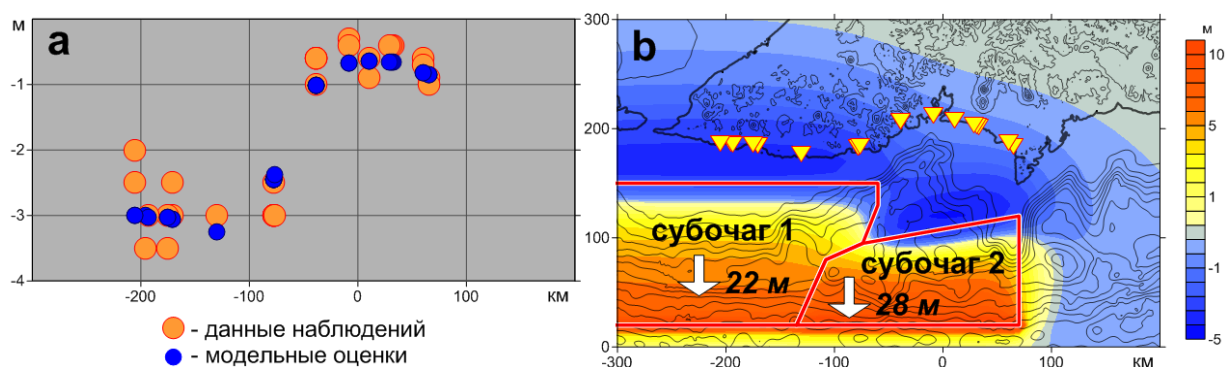 м
a
-1
-2
-3
-4
-200
-100
0
100
км
- данные наблюдений
- модельные оценки
300
b
200
100
0
-300
-200
-100
0
100
км
субочаг 1
22 м
субочаг 2
28 м
м
10
5
1
-1
-5